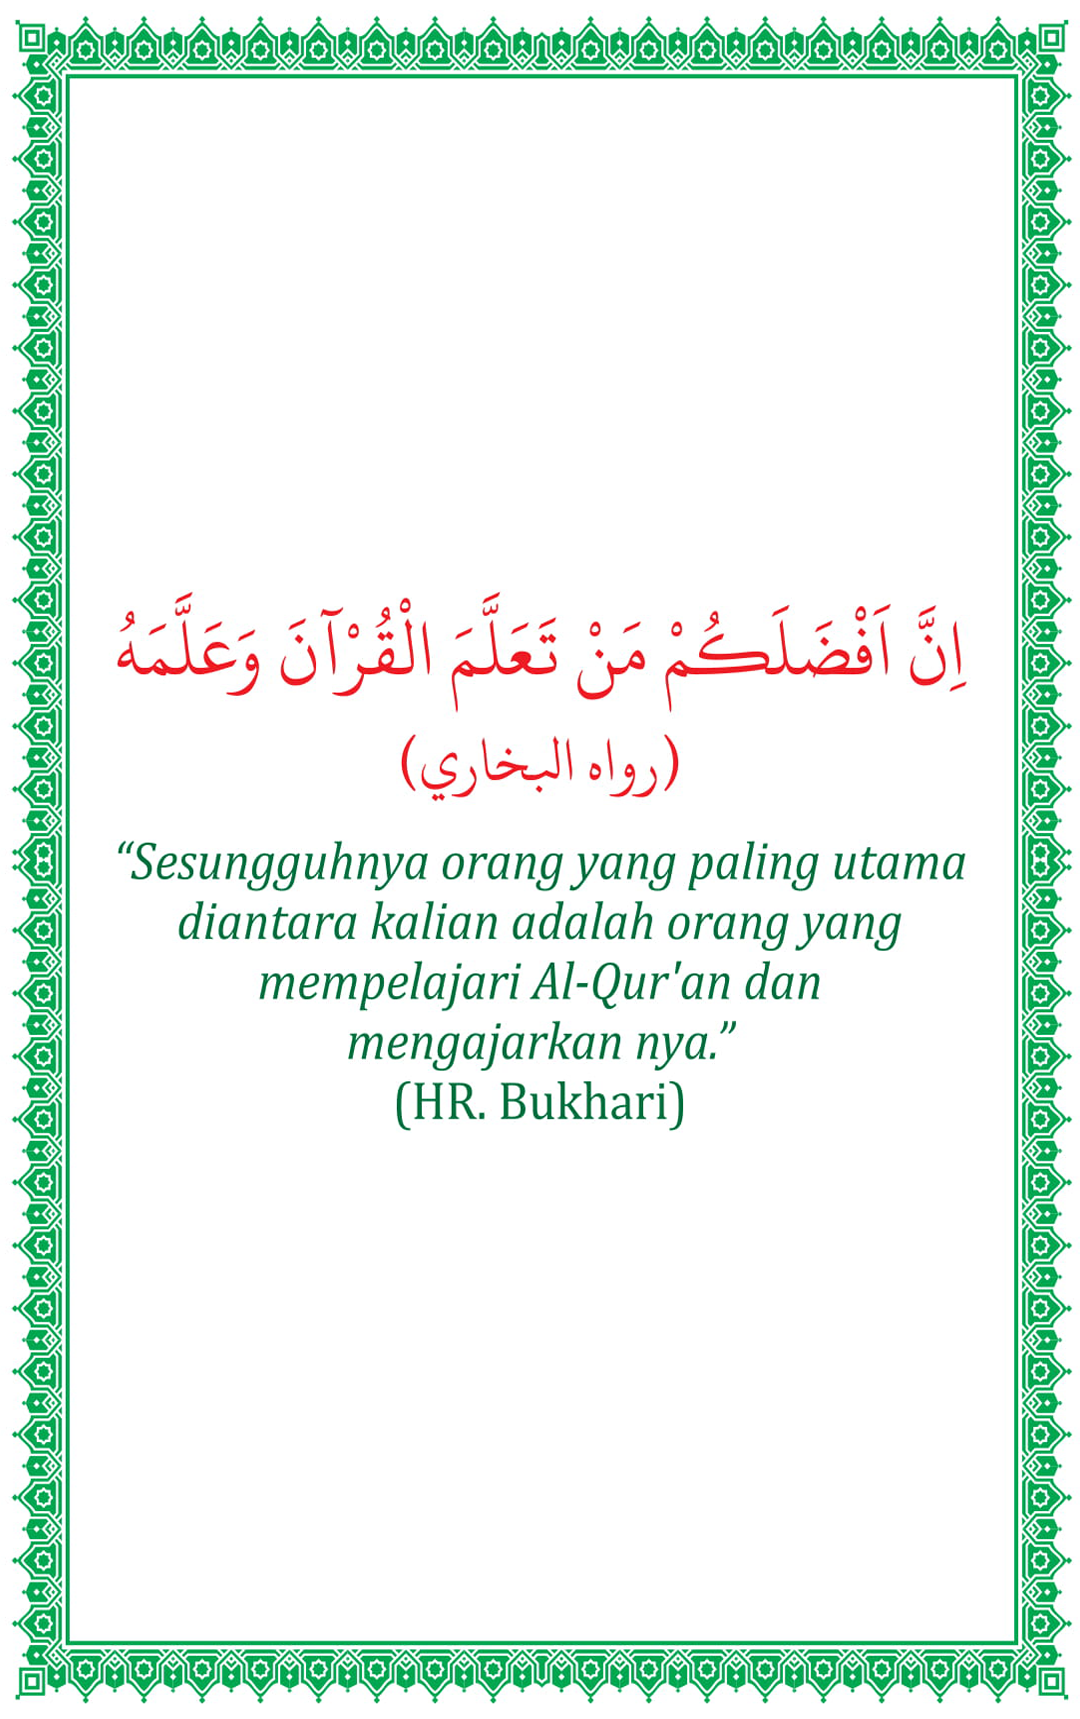 اِنَّ اَفْضَلَكُمْ مَنْ تَعَلَّمَ الْقُرْآنَ وَعَلَّمَهُ
(رواه البخاري)
“Sesungguhnya orang yang paling utama
diantara kalian adalah orang yang
mempelajari Al-Qur'an dan
mengajarkan nya.”
(HR. Bukhari)